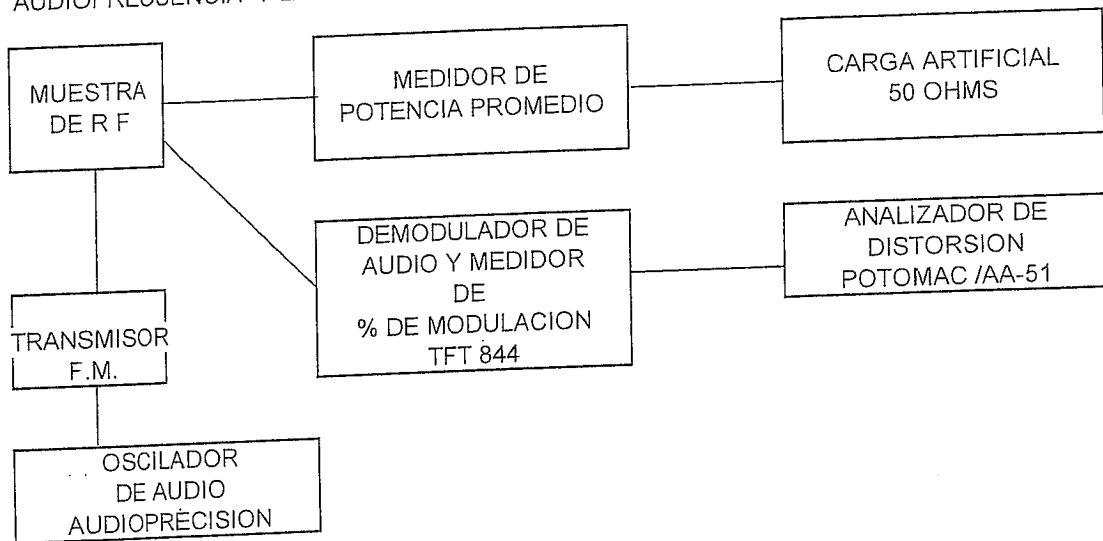 MUESTRA
DE R F
MEDIDOR DE
POTENCIA PROMEDIO
CARGA ARTIFICIAL
50 OHMS
DEMODULADOR DE
AUDIO Y MEDIDOR
DE
% DE MODULACION
TFT 844
ANALIZADOR DE
DISTORSION
POTOMAC /AA-51
TRANSMISOR
F.M.
OSCILADOR
DE AUDIO
AUDIOPRECISION